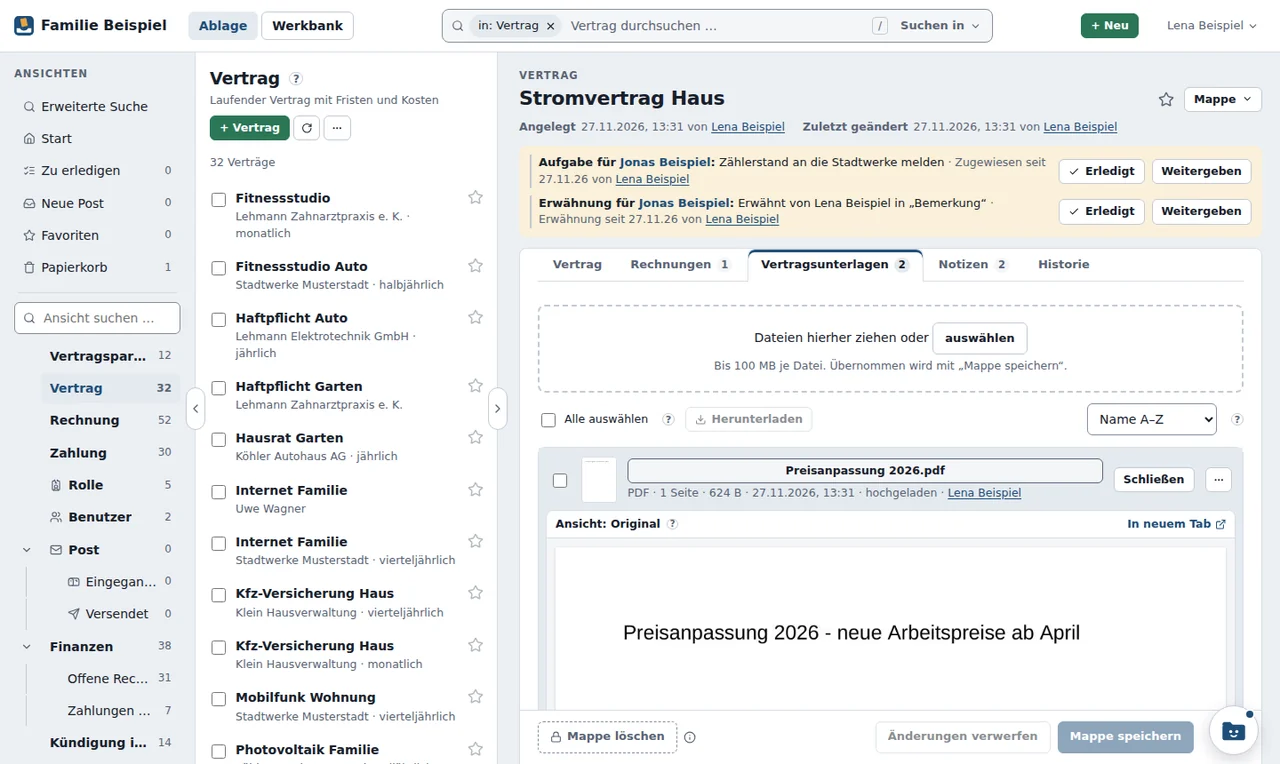 Familie Beispiel
Ablage
Werkbank
in: Vertrag
Vertrag durchsuchen …
/
Suchen in
+ Neu
Lena Beispiel
ANSICHTEN
Erweiterte Suche
Start
Zu erledigen 0
Neue Post 0
Favoriten 0
Papierkorb 1
Ansicht suchen …
Vertragspar… 12
Vertrag 32
Rechnung 52
Zahlung 30
Rolle 5
Benutzer 2
Post 0
Eingegan… 0
Versendet 0
Finanzen 38
Offene Rec… 31
Zahlungen … 7
Kündigung i… 14
Vertrag ?
Laufender Vertrag mit Fristen und Kosten
+ Vertrag
32 Verträge
Fitnessstudio
Lehmann Zahnarztpraxis e. K. ·
monatlich
Fitnessstudio Auto
Stadtwerke Musterstadt · halbjährlich
Haftpflicht Auto
Lehmann Elektrotechnik GmbH ·
jährlich
Haftpflicht Garten
Lehmann Zahnarztpraxis e. K.
Hausrat Garten
Köhler Autohaus AG · jährlich
Internet Familie
Uwe Wagner
Internet Familie
Stadtwerke Musterstadt · vierteljährlich
Kfz-Versicherung Haus
Klein Hausverwaltung · vierteljährlich
Kfz-Versicherung Haus
Klein Hausverwaltung · monatlich
Mobilfunk Wohnung
Stadtwerke Musterstadt · vierteljährlich
Photovoltaik Familie
VERTRAG
Stromvertrag Haus
Mappe
Angelegt 27.11.2026, 13:31 von Lena Beispiel Zuletzt geändert 27.11.2026, 13:31 von Lena Beispiel
Aufgabe für Jonas Beispiel: Zählerstand an die Stadtwerke melden · Zugewiesen seit
27.11.26 von Lena Beispiel
Erledigt
Weitergeben
Erwähnung für Jonas Beispiel: Erwähnt von Lena Beispiel in „Bemerkung“ ·
Erwähnung seit 27.11.26 von Lena Beispiel
Erledigt
Weitergeben
Vertrag
Rechnungen 1
Vertragsunterlagen 2
Notizen 2
Historie
Dateien hierher ziehen oder auswählen
Bis 100 MB je Datei. Übernommen wird mit „Mappe speichern“.
Alle auswählen ?
Herunterladen
Name A–Z
?
Preisanpassung 2026.pdf
PDF · 1 Seite · 624 B · 27.11.2026, 13:31 · hochgeladen · Lena Beispiel
Schließen
Ansicht: Original ?
In neuem Tab
Preisanpassung 2026 - neue Arbeitspreise ab April
Mappe löschen
Änderungen verwerfen
Mappe speichern